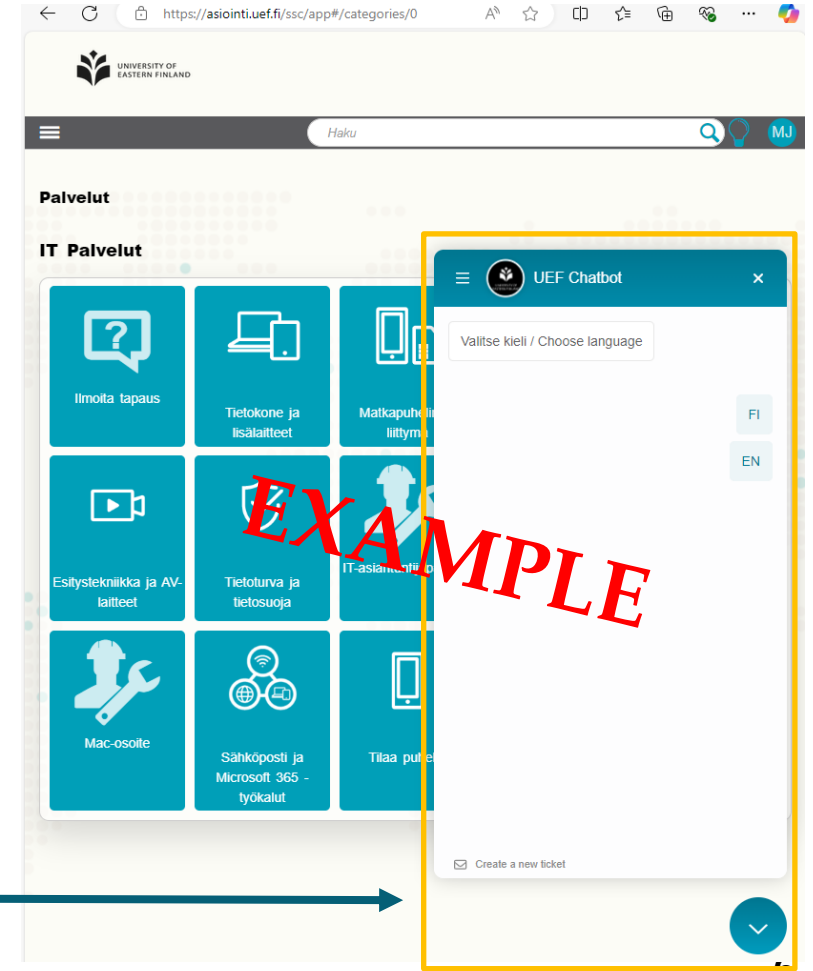 https://asiointi.uef.fi/ssc/app#/categories/0
UNIVERSITY OF
EASTERN FINLAND
Haku
MJ
Palvelut
IT Palvelut
Ilmoita tapaus
Tietokone ja
lisälaitteet
liittymä
Esitystekniikka ja AV-
laitteet
Tietoturva ja
tietosuoja
Mac-osoite
Sähköposti ja
Microsoft 365 -
työkalut
Tilaa
UEF Chatbot
Valitse kieli / Choose language
FI
EN
Create a new ticket
EXAMPLE